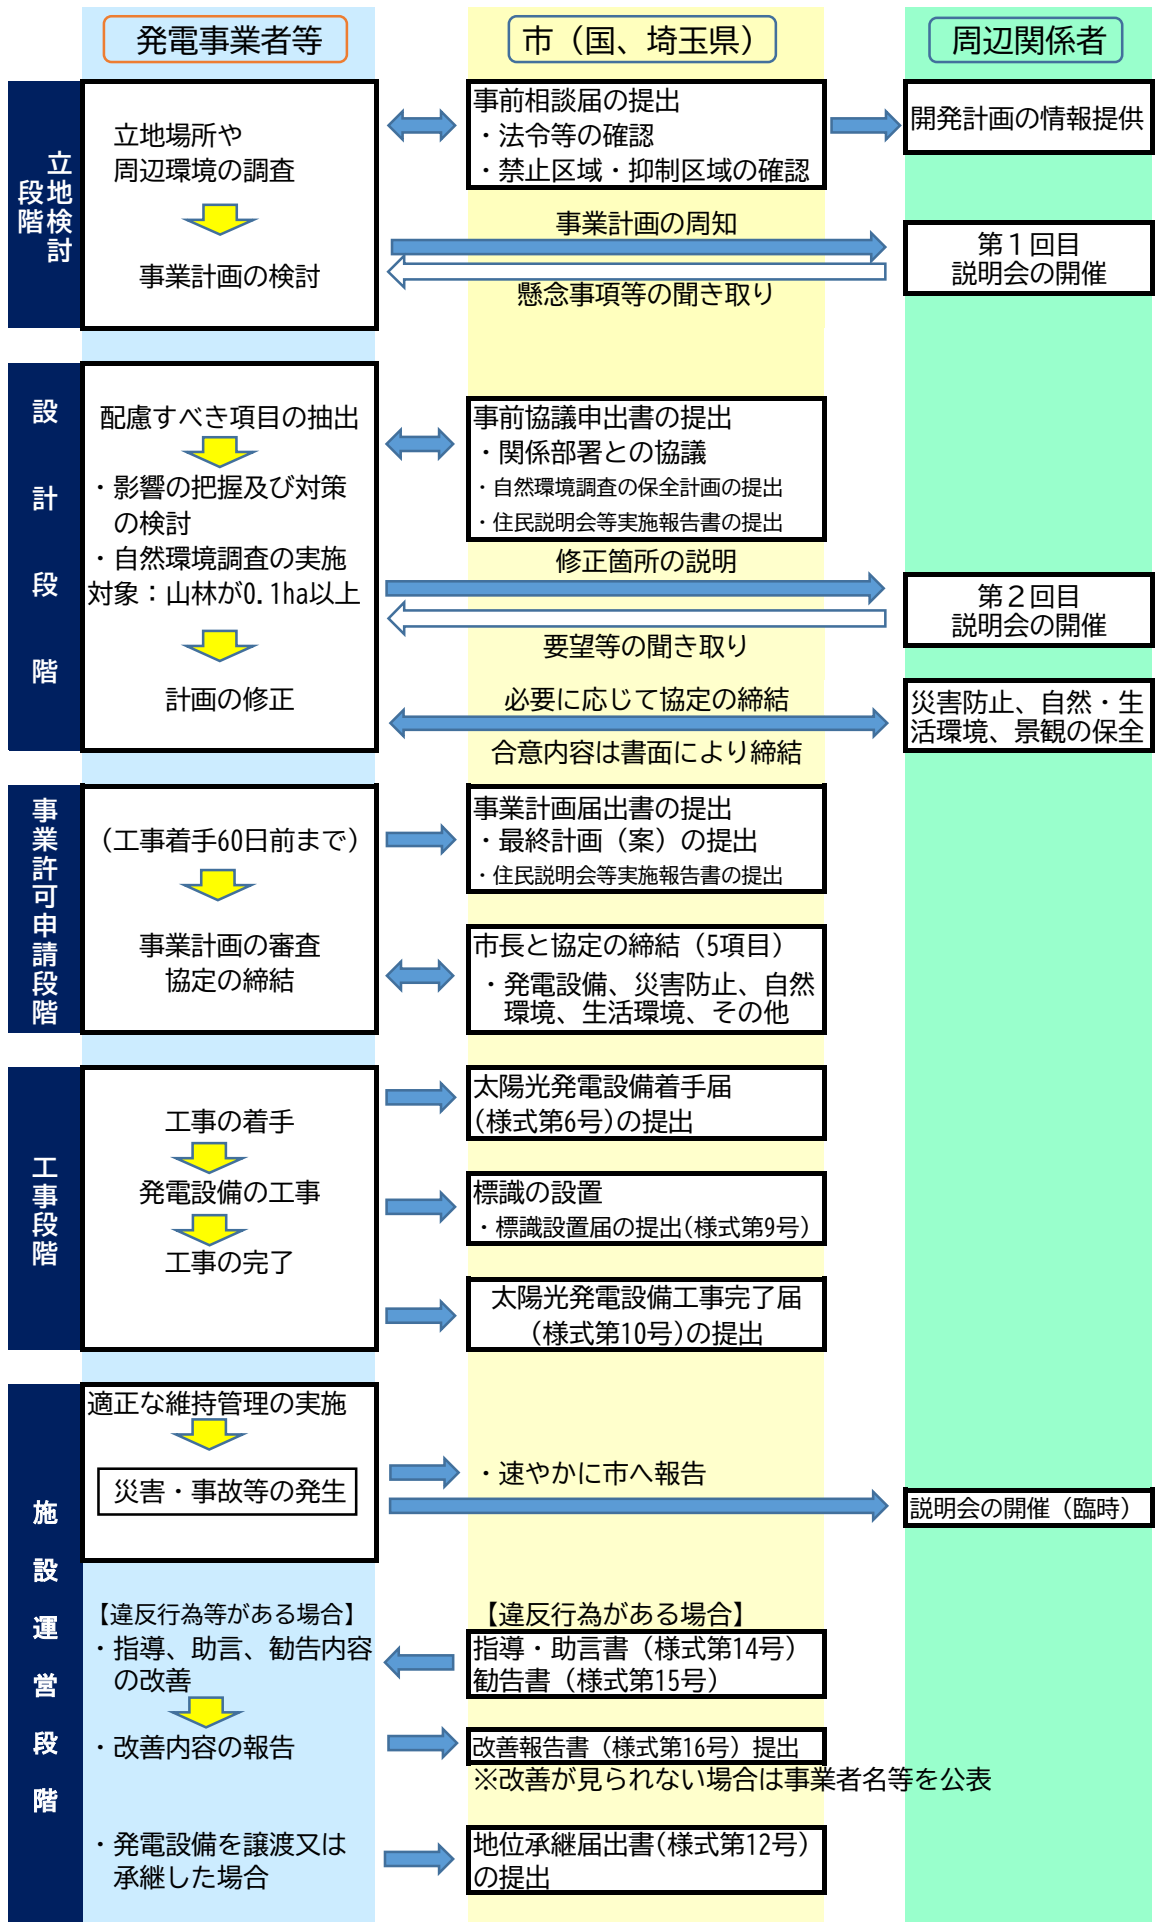 発電事業者等
市（国、埼玉県）
周辺関係者
立地検討
段階
立地場所や
周辺環境の調査
事業計画の検討
事前相談届の提出
・法令等の確認
・禁止区域・抑制区域の確認
開発計画の情報提供
事業計画の周知
懸念事項等の聞き取り
第１回目
説明会の開催
設計段階
配慮すべき項目の抽出
・影響の把握及び対策
の検討
・自然環境調査の実施
対象：山林が0.1ha以上
計画の修正
事前協議申出書の提出
・関係部署との協議
・自然環境調査の保全計画の提出
・住民説明会等実施報告書の提出
修正箇所の説明
要望等の聞き取り
第２回目
説明会の開催
必要に応じて協定の締結
合意内容は書面により締結
災害防止、自然・生
活環境、景観の保全
事業許可申請段階
（工事着手60日前まで）
事業計画の審査
協定の締結
事業計画届出書の提出
・最終計画（案）の提出
・住民説明会等実施報告書の提出
市長と協定の締結（5項目）
・発電設備、災害防止、自然
環境、生活環境、その他
工事段階
工事の着手
発電設備の工事
工事の完了
太陽光発電設備着手届
(様式第6号)の提出
標識の設置
・標識設置届の提出(様式第9号)
太陽光発電設備工事完了届
(様式第10号)の提出
施設運営段階
適正な維持管理の実施
災害・事故等の発生
・速やかに市へ報告
説明会の開催（臨時）
【違反行為等がある場合】
・指導、助言、勧告内容
の改善
・改善内容の報告
【違反行為がある場合】
指導・助言書（様式第14号）
勧告書（様式第15号）
改善報告書（様式第16号）提出
※改善が見られない場合は事業者名等を公表
・発電設備を譲渡又は
承継した場合
地位承継届出書(様式第12号)
の提出